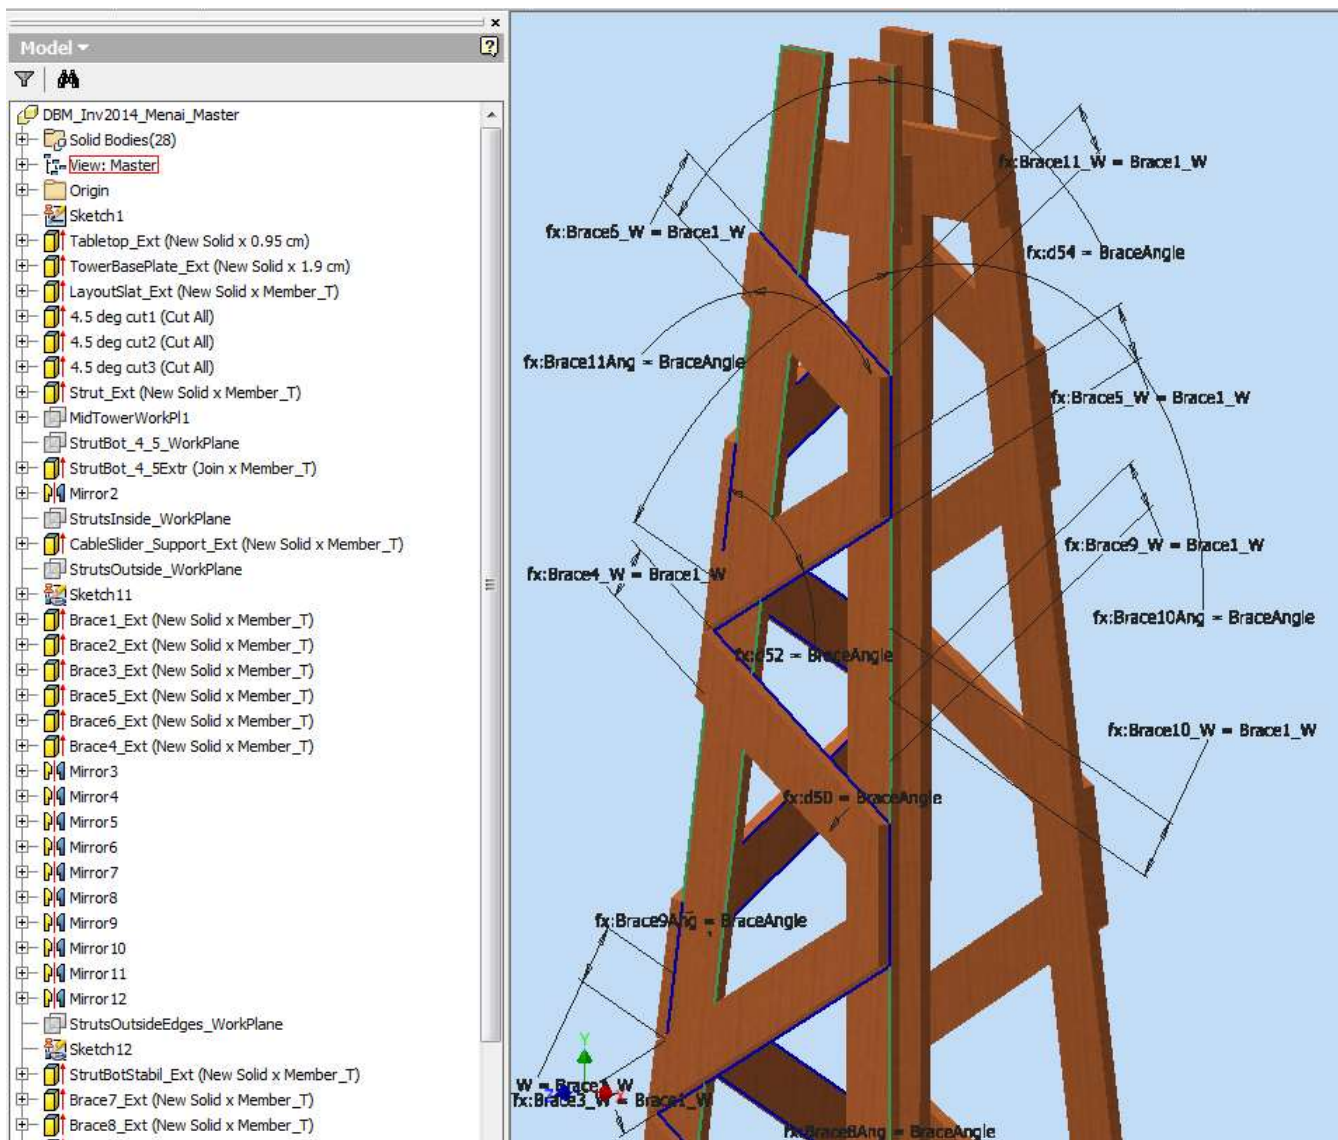 Model
DBM_Inv2014_Menai_Master
Solid Bodies(28)
View: Master
Origin
Sketch1
Tabletop_Ext (New Solid x 0.95 cm)
TowerBasePlate_Ext (New Solid x 1.9 cm)
LayoutSlat_Ext (New Solid x Member_T)
4.5 deg cut1 (Cut All)
4.5 deg cut2 (Cut All)
4.5 deg cut3 (Cut All)
Strut_Ext (New Solid x Member_T)
MidTowerWorkPl1
StrutBot_4_5_WorkPlane
StrutBot_4_5Extr (Join x Member_T)
Mirror2
StrutsInside_WorkPlane
CableSlider_Support_Ext (New Solid x Member_T)
StrutsOutside_WorkPlane
Sketch11
Brace1_Ext (New Solid x Member_T)
Brace2_Ext (New Solid x Member_T)
Brace3_Ext (New Solid x Member_T)
Brace5_Ext (New Solid x Member_T)
Brace6_Ext (New Solid x Member_T)
Brace4_Ext (New Solid x Member_T)
Mirror3
Mirror4
Mirror5
Mirror6
Mirror7
Mirror8
Mirror9
Mirror10
Mirror11
Mirror12
StrutsOutsideEdges_WorkPlane
Sketch12
StrutBotStabil_Ext (New Solid x Member_T)
Brace7_Ext (New Solid x Member_T)
Brace8_Ext (New Solid x Member_T)
fx:Brace11_W = Brace1_W
fx:Brace6_W = Brace1_W
fx:d54 = BraceAngle
fx:Brace11Ang = BraceAngle
fx:Brace5_W = Brace1_W
fx:Brace9_W = Brace1_W
fx:Brace4_W = Brace1_W
fx:Brace10Ang = BraceAngle
fx:d52 = BraceAngle
fx:Brace10_W = Brace1_W
fx:d50 = BraceAngle
fx:Brace9Ang = BraceAngle
Y
W = Brace1_W
fx:Brace3_W = Brace1_W
fx:Brace8Ang = BraceAngle